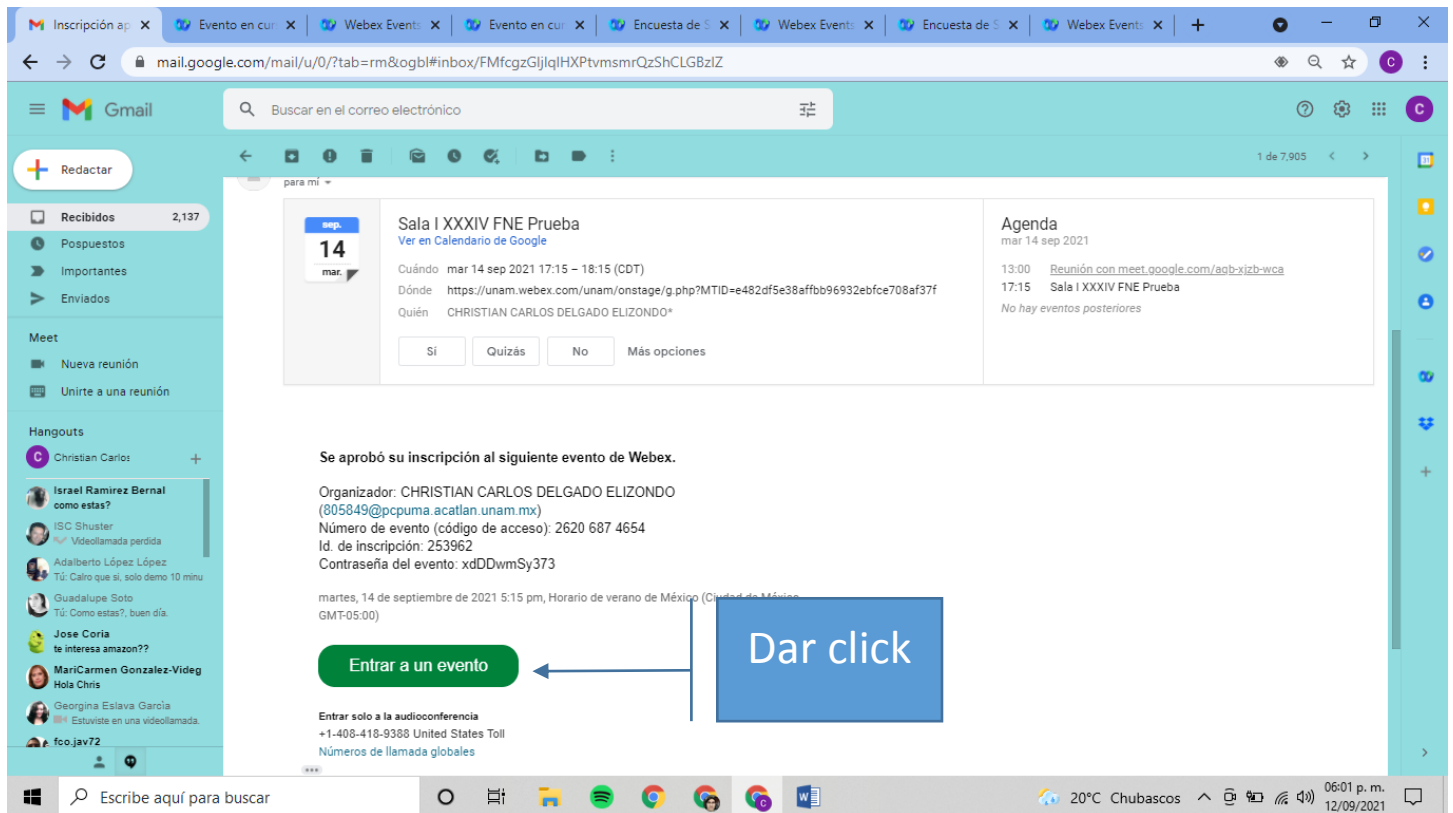 Inscripción ap
Evento en cur
Webex Events
Evento en cur
Encuesta de S
Webex Events
Encuesta de S
Webex Events
mail.google.com/mail/u/0/?tab=rm&ogbl#inbox/FMfcgzGljlqlHXPtvmsmrQzShCLGBzlZ
C
Gmail
Buscar en el correo electrónico
C
Redactar
1 de 7,905
31
Recibidos 2,137
Pospuestos
Importantes
Enviados
Meet
Nueva reunión
Unirte a una reunión
Hangouts
C Christian Carlos +
Israel Ramirez Bernal
como estas?
ISC Shuster
Videollamada perdida
Adalberto López López
Tú: Calro que si, solo demo 10 minu
Guadalupe Soto
Tú: Como estas?, buen día.
Jose Coria
te interesa amazon??
MariCarmen Gonzalez-Videg
Hola Chris
Georgina Eslava García
Estuviste en una videollamada.
fco.jav72
para mí
sep.
14
mar.
Sala I XXXIV FNE Prueba
Ver en Calendario de Google
Cuándo mar 14 sep 2021 17:15 – 18:15 (CDT)
Dónde https://unam.webex.com/unam/onstage/g.php?MTID=e482df5e38affbb96932ebfce708af37f
Quién CHRISTIAN CARLOS DELGADO ELIZONDO*
Sí Quizás No Más opciones
Agenda
mar 14 sep 2021
13:00 Reunión con meet.google.com/aqb-xjzb-wca
17:15 Sala I XXXIV FNE Prueba
No hay eventos posteriores
Se aprobó su inscripción al siguiente evento de Webex.
Organizador: CHRISTIAN CARLOS DELGADO ELIZONDO
(805849@pcpuma.acatlan.unam.mx)
Número de evento (código de acceso): 2620 687 4654
Id. de inscripción: 253962
Contraseña del evento: xdDDwmSy373
martes, 14 de septiembre de 2021 5:15 pm, Horario de verano de México (Ciudad de México,
GMT-05:00)
Entrar a un evento
Dar click
Entrar solo a la audioconferencia
+1-408-418-9388 United States Toll
Números de llamada globales
Escribe aquí para buscar
20°C Chubascos
06:01 p. m.
12/09/2021